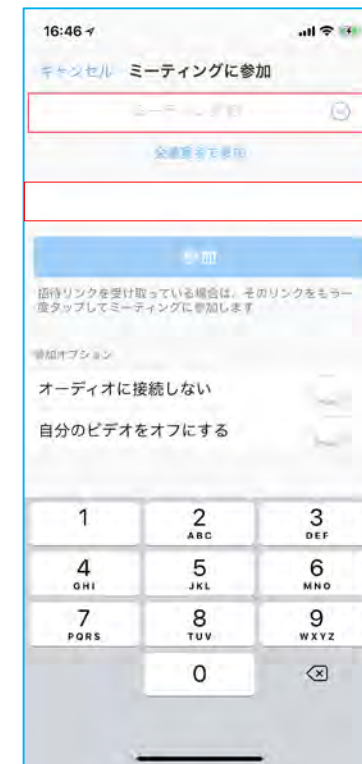 16:46
キャンセル ミーティングに参加
ミーティングID
会議室名で参加
参加
招待リンクを受け取っている場合は、そのリンクをもう一
度タップしてミーティングに参加します
参加オプション
オーディオに接続しない
自分のビデオをオフにする
1 2 3
ABC DEF
4 5 6
GHI JKL MNO
7 8 9
PQRS TUV WXYZ
0